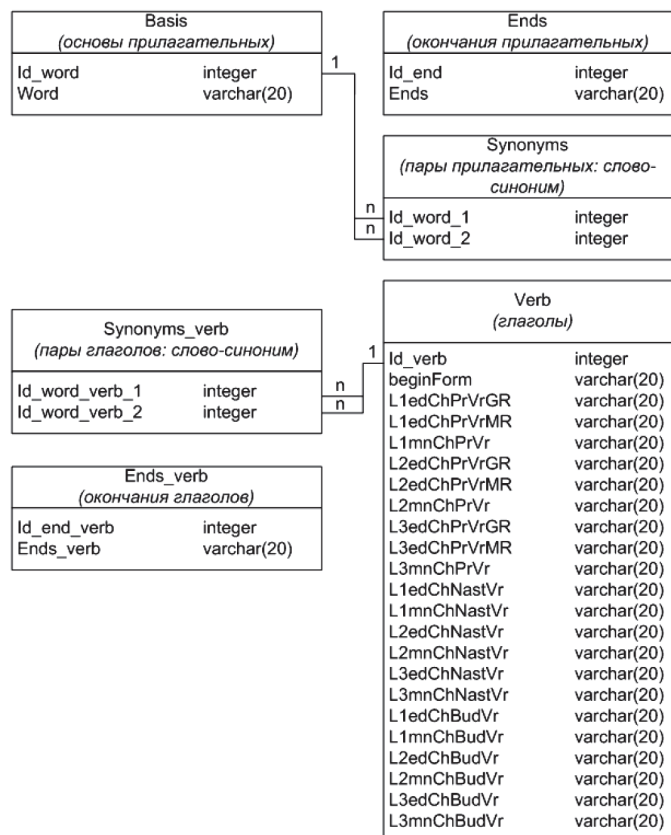 Basis
(основы прилагательных)
Id_word integer
Word varchar(20)
1
Ends
(окончания прилагательных)
Id_end integer
Ends varchar(20)
Synonyms
(пары прилагательных: слово-
синоним)
n Id_word_1 integer
n Id_word_2 integer
Synonyms_verb
(пары глаголов: слово-синоним)
Id_word_verb_1 integer n
Id_word_verb_2 integer n
Ends_verb
(окончания глаголов)
Id_end_verb integer
Ends_verb varchar(20)
Verb
(глаголы)
1 Id_verb integer
beginForm varchar(20)
L1edChPrVrGR varchar(20)
L1edChPrVrMR varchar(20)
L1mnChPrVr varchar(20)
L2edChPrVrGR varchar(20)
L2edChPrVrMR varchar(20)
L2mnChPrVr varchar(20)
L3edChPrVrGR varchar(20)
L3edChPrVrMR varchar(20)
L3mnChPrVr varchar(20)
L1edChNastVr varchar(20)
L1mnChNastVr varchar(20)
L2edChNastVr varchar(20)
L2mnChNastVr varchar(20)
L3edChNastVr varchar(20)
L3mnChNastVr varchar(20)
L1edChBudVr varchar(20)
L1mnChBudVr varchar(20)
L2edChBudVr varchar(20)
L2mnChBudVr varchar(20)
L3edChBudVr varchar(20)
L3mnChBudVr varchar(20)